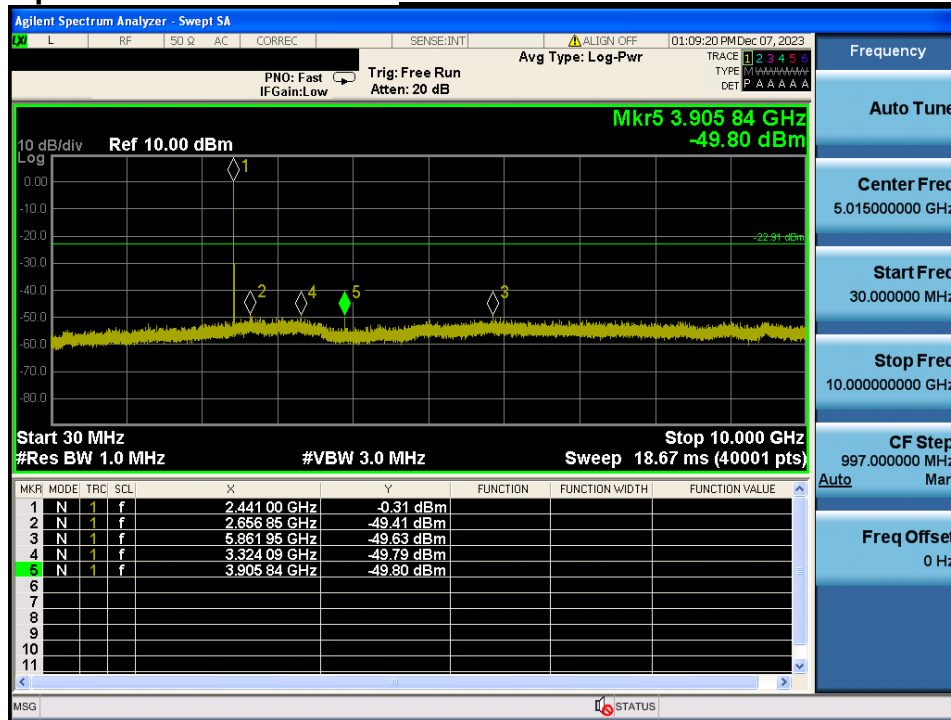 Agilent Spectrum Analyzer - Swept SA
LXI L RF 50 Ω AC CORREC SENSE:INT ALIGN OFF 01:09:20 PM Dec 07, 2023
Avg Type: Log-Pwr
TRACE 1 2 3 4 5 6
TYPE M
DET P A A A A A
PNO: Fast
IFGain:Low
Trig: Free Run
Atten: 20 dB
Mkr5 3.905 84 GHz
-49.80 dBm
10 dB/div Ref 10.00 dBm
Log
0.00
-10.0
-20.0
-30.0
-40.0
-50.0
-60.0
-70.0
-80.0
-22.91 dBm
1
2
4
5
3
Start 30 MHz Stop 10.000 GHz
#Res BW 1.0 MHz #VBW 3.0 MHz Sweep 18.67 ms (40001 pts)
MKR MODE TRC SCL X Y FUNCTION FUNCTION WIDTH FUNCTION VALUE
1 N 1 f 2.441 00 GHz -0.31 dBm
2 N 1 f 2.656 85 GHz -49.41 dBm
3 N 1 f 5.861 95 GHz -49.63 dBm
4 N 1 f 3.324 09 GHz -49.79 dBm
5 N 1 f 3.905 84 GHz -49.80 dBm
6
7
8
9
10
11
MSG STATUS
Frequency
Auto Tune
Center Freq
5.015000000 GHz
Start Freq
30.000000 MHz
Stop Freq
10.000000000 GHz
CF Step
997.000000 MHz
Auto Man
Freq Offset
0 Hz